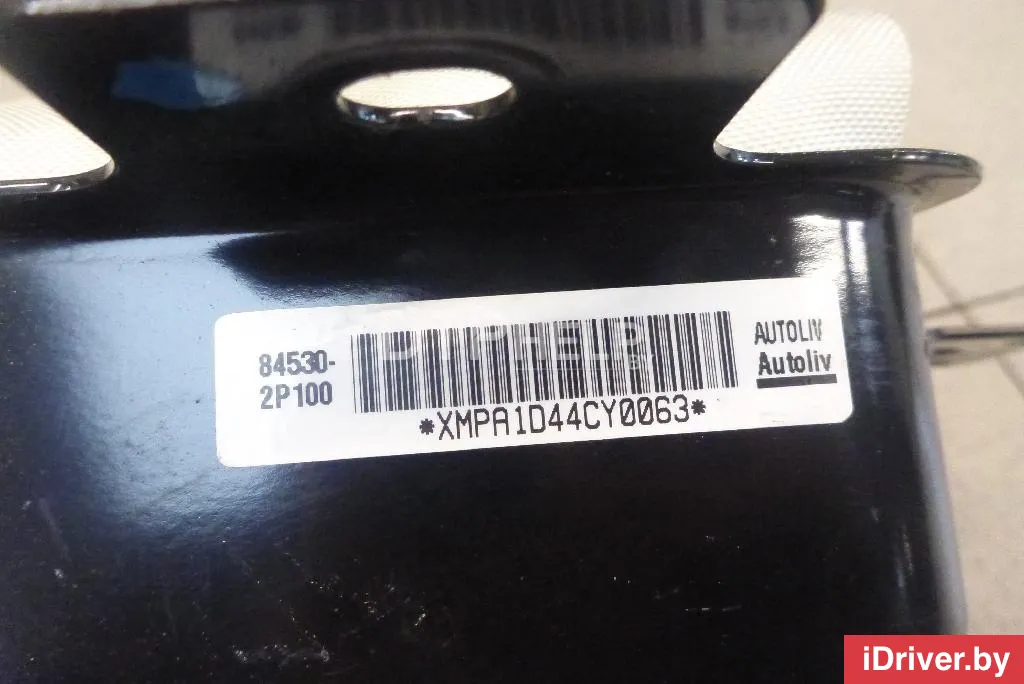 84530-
2P100
*XMPA1D44CY0063*
AUTOLIV
Autoliv
iDriver.by